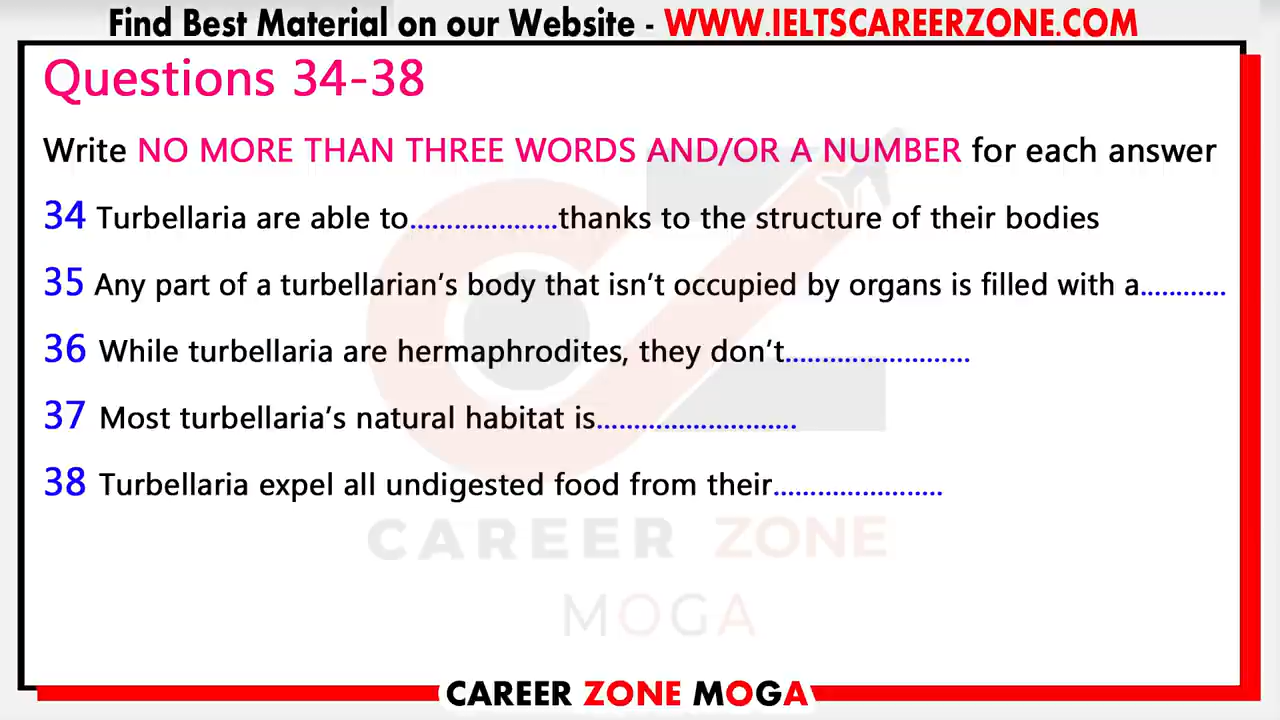 Find Best Material on our Website - WWW.IELTSCAREERZONE.COM
Questions 34-38
Write NO MORE THAN THREE WORDS AND/OR A NUMBER for each answer
34 Turbellaria are able to....................thanks to the structure of their bodies
35 Any part of a turbellarian’s body that isn’t occupied by organs is filled with a............
36 While turbellaria are hermaphrodites, they don’t.........................
37 Most turbellaria’s natural habitat is...........................
38 Turbellaria expel all undigested food from their.......................
CAREER ZONE
MOGA
CAREER ZONE MOGA